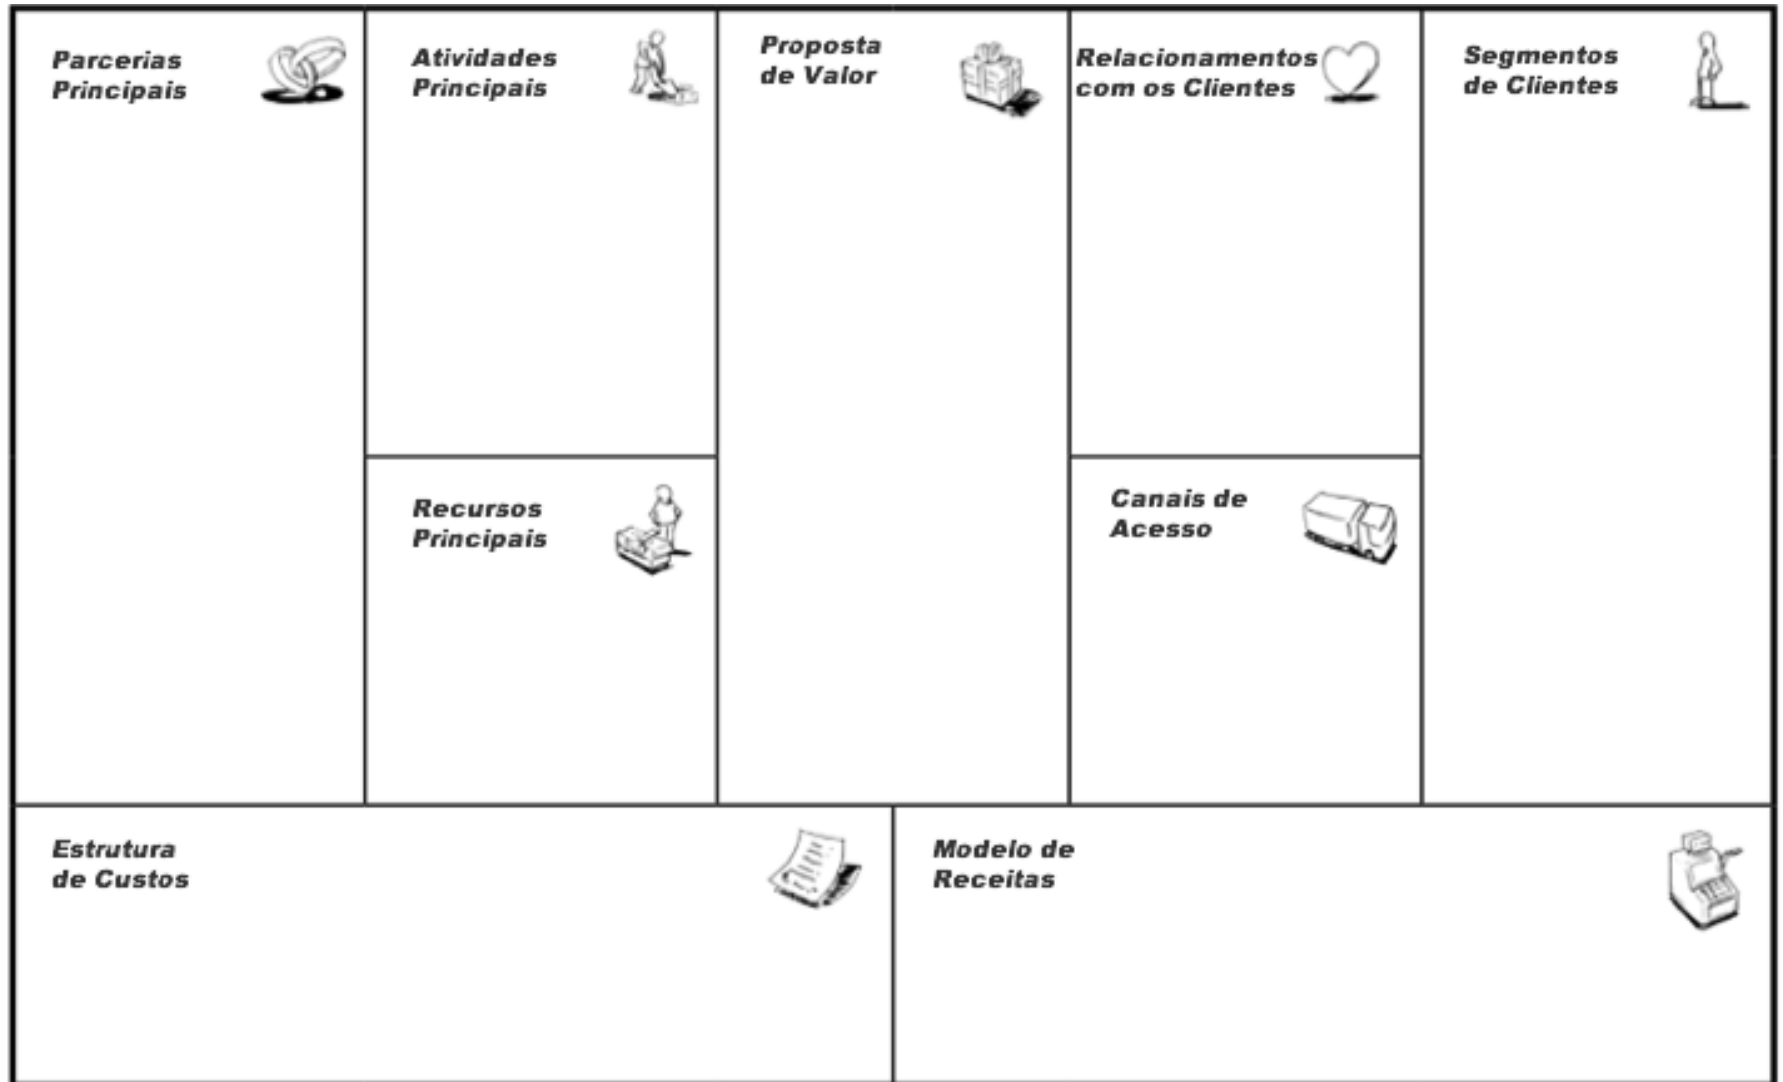 Parcerias
Principais
Atividades
Principais
Proposta
de Valor
Relacionamentos
com os Clientes
Segmentos
de Clientes
Recursos
Principais
Canais de
Acesso
Estrutura
de Custos
Modelo de
Receitas